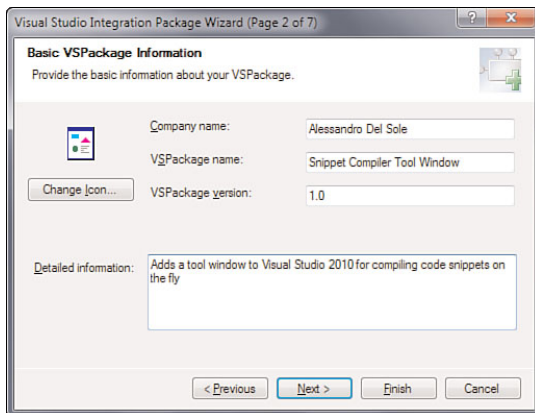 Visual Studio Integration Package Wizard (Page 2 of 7)
Basic VSPackage Information
Provide the basic information about your VSPackage.
Company name:
Alessandro Del Sole
VSPackage name:
Snippet Compiler Tool Window
Change Icon...
VSPackage version:
1.0
Detailed information:
Adds a tool window to Visual Studio 2010 for compiling code snippets on
the fly
< Previous
Next >
Finish
Cancel